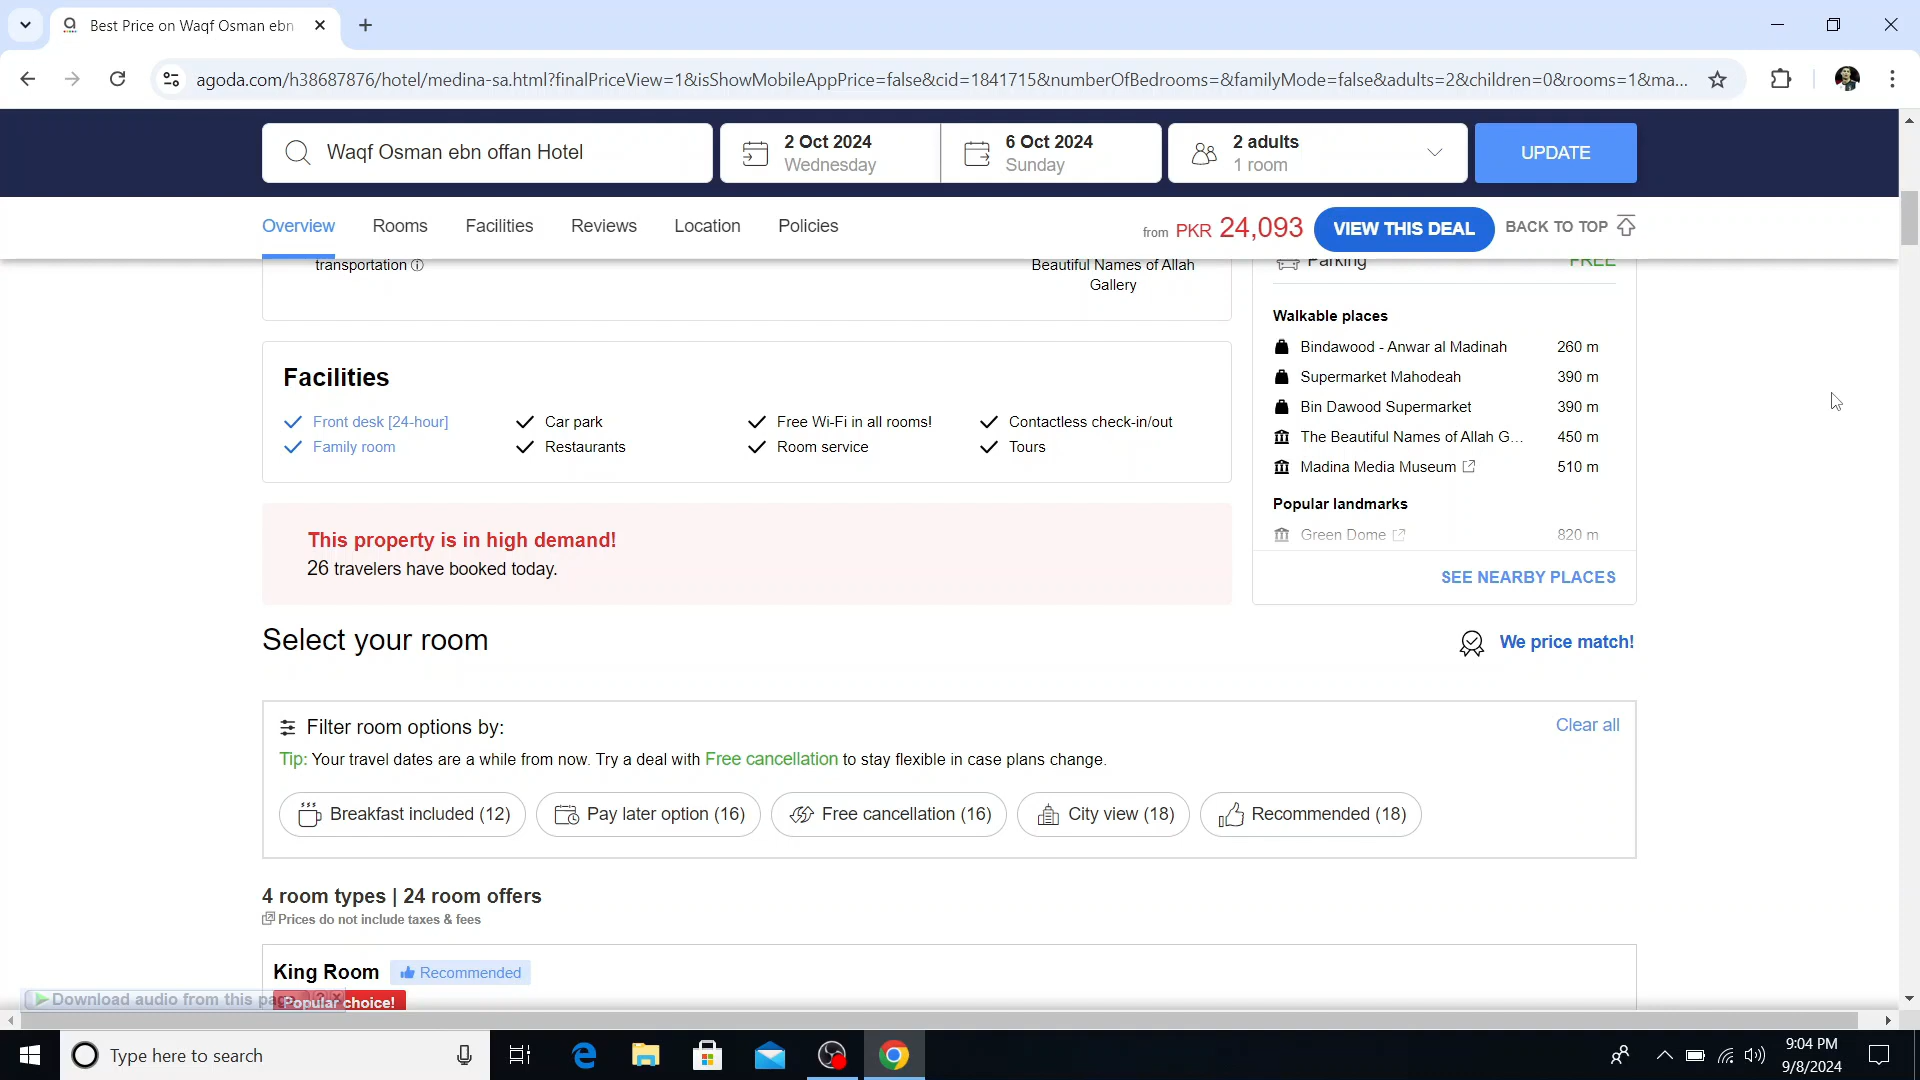 Best Price on Waqf Osman ebn
agoda.com/h38687876/hotel/medina-sa.html?finalPriceView=1&isShowMobileAppPrice=false&cid=1841715&numberOfBedrooms=&familyMode=false&adults=2&children=0&rooms=1&ma...
Waqf Osman ebn offan Hotel
2 Oct 2024
Wednesday
6 Oct 2024
Sunday
2 adults
1 room
UPDATE
Overview
Rooms
Facilities
Reviews
Location
Policies
from PKR 24,093
VIEW THIS DEAL
BACK TO TOP
transportation
Beautiful Names of Allah
Gallery
Parking FREE
Walkable places
Bindawood - Anwar al Madinah 260 m
Supermarket Mahodeah 390 m
Bin Dawood Supermarket 390 m
The Beautiful Names of Allah G... 450 m
Madina Media Museum 510 m
Popular landmarks
Green Dome 820 m
SEE NEARBY PLACES
Facilities
Front desk [24-hour]
Car park
Free Wi-Fi in all rooms!
Contactless check-in/out
Family room
Restaurants
Room service
Tours
This property is in high demand!
26 travelers have booked today.
Select your room
We price match!
Filter room options by:
Clear all
Tip: Your travel dates are a while from now. Try a deal with Free cancellation to stay flexible in case plans change.
Breakfast included (12)
Pay later option (16)
Free cancellation (16)
City view (18)
Recommended (18)
4 room types | 24 room offers
Prices do not include taxes & fees
King Room
Recommended
Popular choice!
Download audio from this page
Type here to search
9:04 PM
9/8/2024